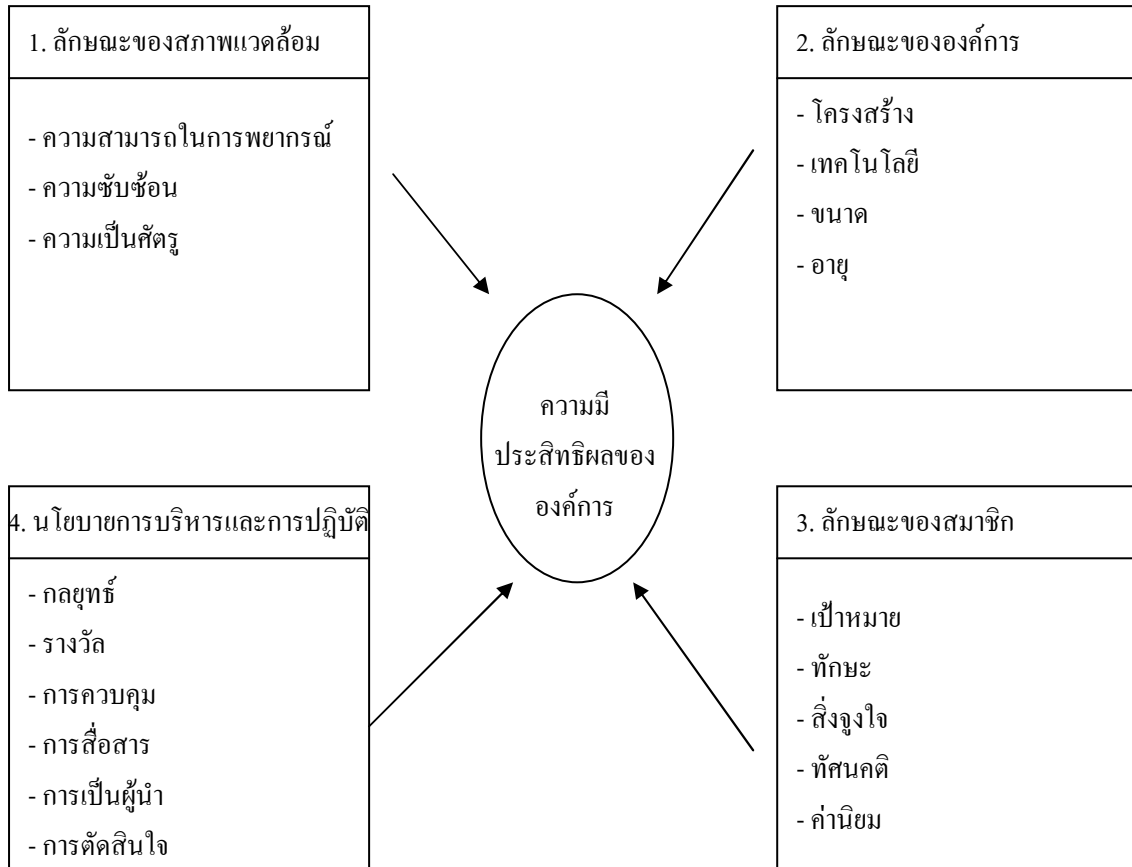 1. ลักษณะของสภาพแวดล้อม
- ความสามารถในการพยากรณ์
- ความซับซ้อน
- ความเป็นศัตรู
2. ลักษณะขององค์การ
- โครงสร้าง
- เทคโนโลยี
- ขนาด
- อายุ
ความมี
ประสิทธิผลของ
องค์การ
4. นโยบายการบริหารและการปฏิบัติ
- กลยุทธ์
- รางวัล
- การควบคุม
- การสื่อสาร
- การเป็นผู้นำ
- การตัดสินใจ
3. ลักษณะของสมาชิก
- เป้าหมาย
- ทักษะ
- สิ่งจูงใจ
- ทัศนคติ
- ค่านิยม